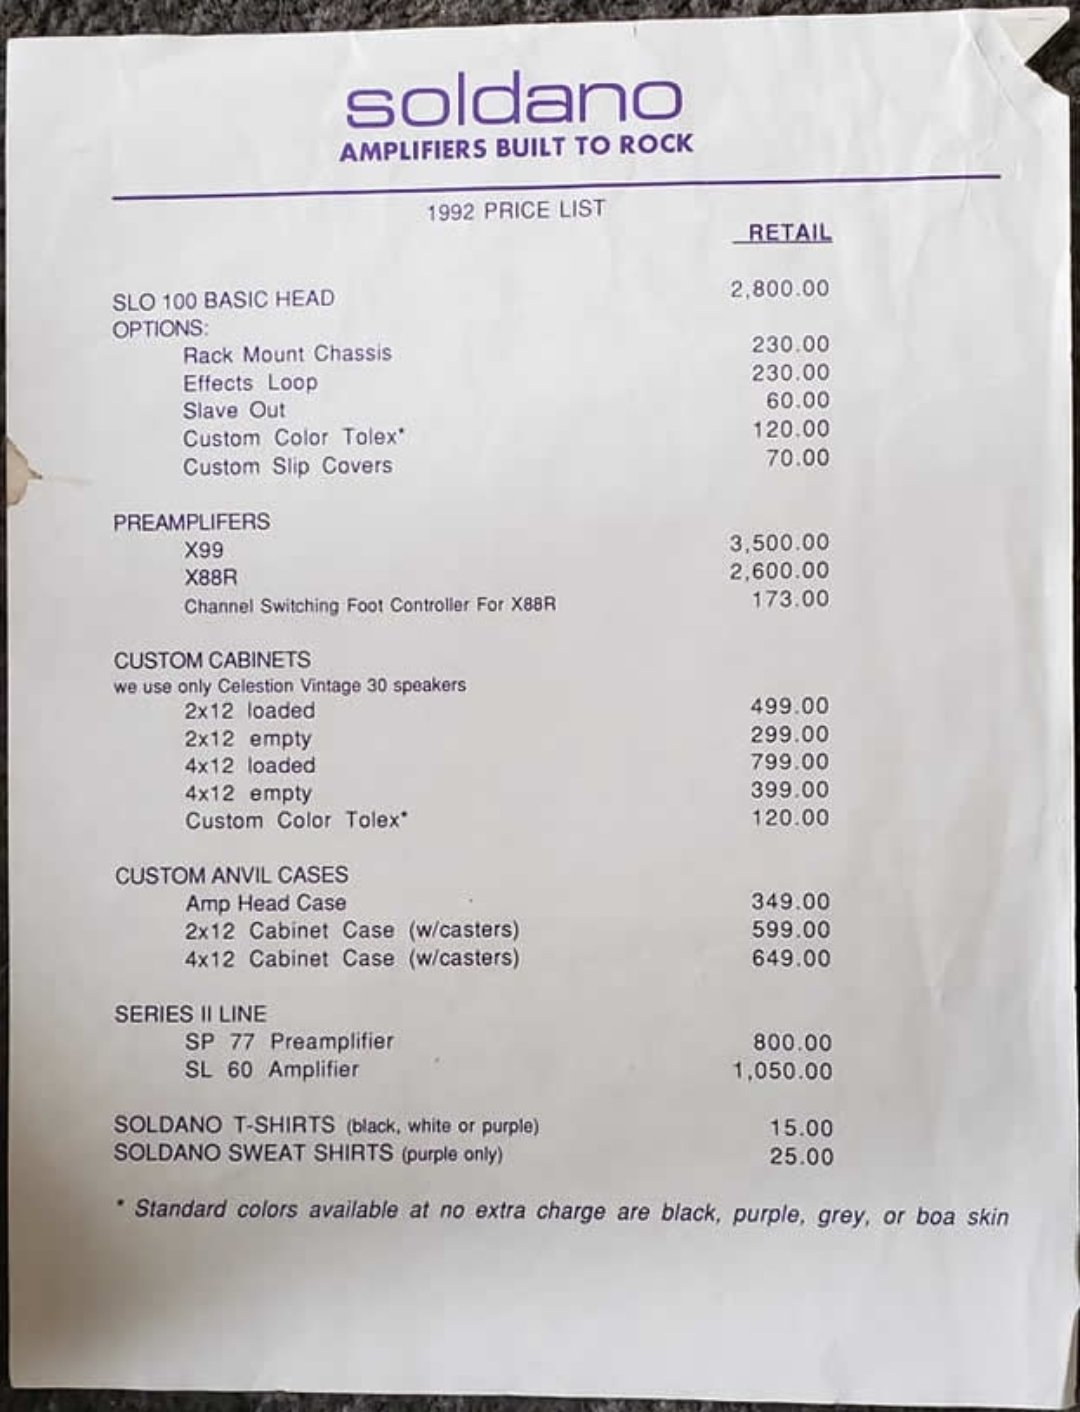 soldano
AMPLIFIERS BUILT TO ROCK
1992 PRICE LIST
RETAIL
SLO 100 BASIC HEAD 2,800.00
OPTIONS:
Rack Mount Chassis 230.00
Effects Loop 230.00
Slave Out 60.00
Custom Color Tolex* 120.00
Custom Slip Covers 70.00
PREAMPLIFERS
X99 3,500.00
X88R 2,600.00
Channel Switching Foot Controller For X88R 173.00
CUSTOM CABINETS
we use only Celestion Vintage 30 speakers
2x12 loaded 499.00
2x12 empty 299.00
4x12 loaded 799.00
4x12 empty 399.00
Custom Color Tolex* 120.00
CUSTOM ANVIL CASES
Amp Head Case 349.00
2x12 Cabinet Case (w/casters) 599.00
4x12 Cabinet Case (w/casters) 649.00
SERIES II LINE
SP 77 Preamplifier 800.00
SL 60 Amplifier 1,050.00
SOLDANO T-SHIRTS (black, white or purple) 15.00
SOLDANO SWEAT SHIRTS (purple only) 25.00
* Standard colors available at no extra charge are black, purple, grey, or boa skin